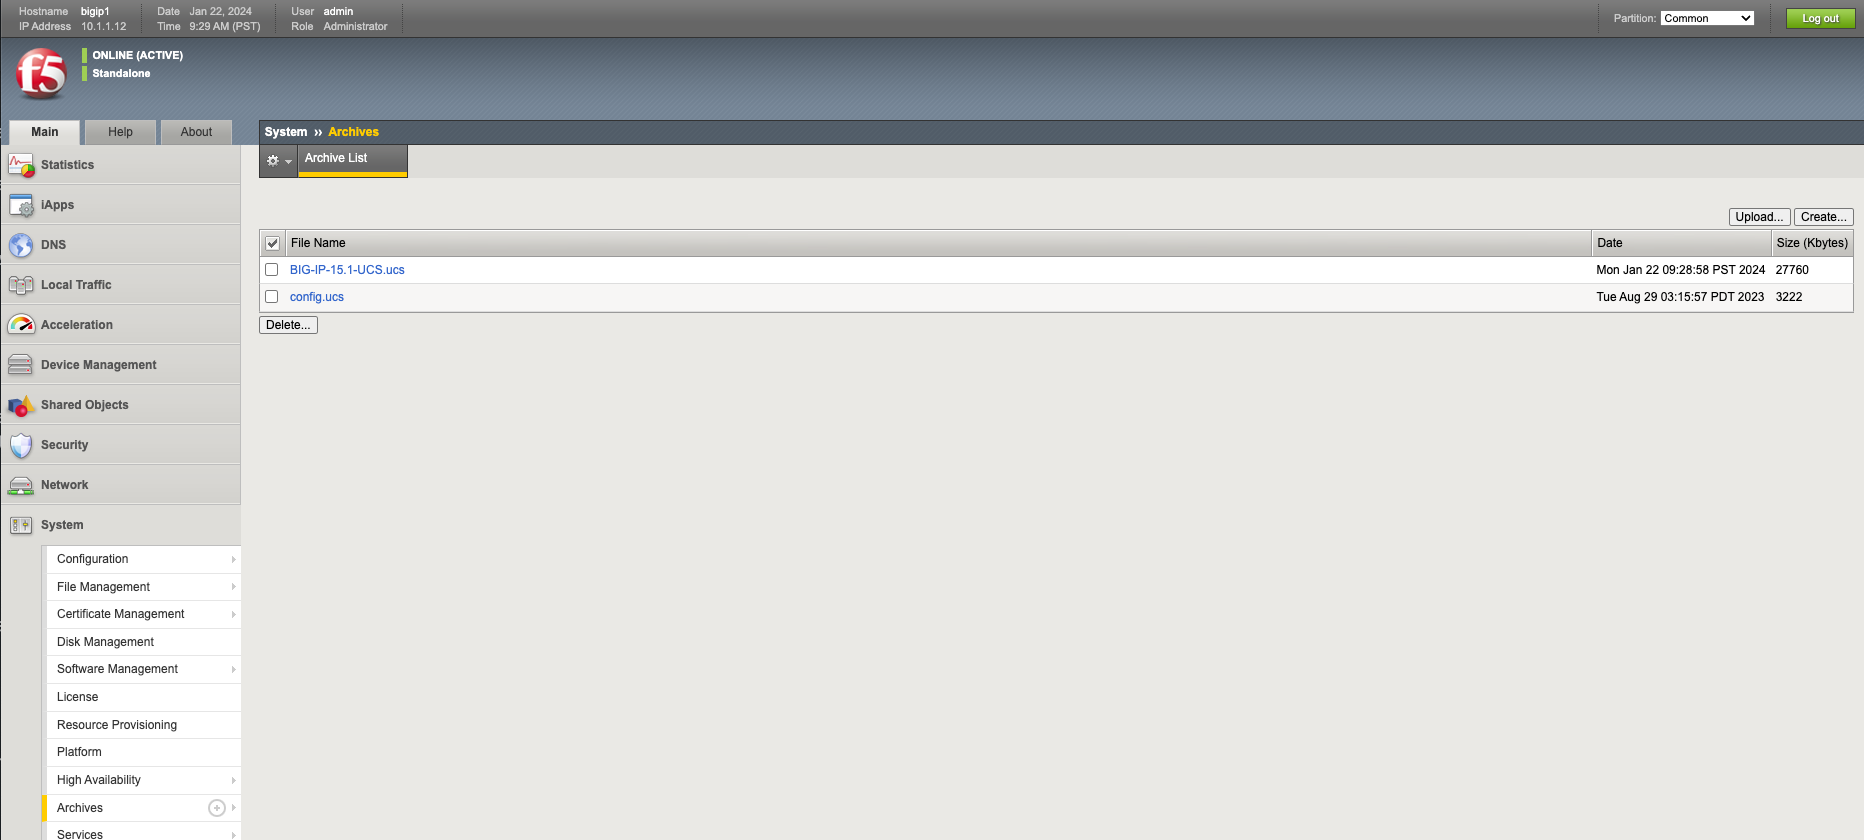 Hostname bigip1 Date Jan 22, 2024 User admin
IP Address 10.1.1.12 Time 9:29 AM (PST) Role Administrator
Partition: Common Log out
f5
ONLINE (ACTIVE)
Standalone
Main Help About
System ›› Archives
Archive List
Statistics
iApps
DNS
Local Traffic
Acceleration
Device Management
Shared Objects
Security
Network
System
Configuration
File Management
Certificate Management
Disk Management
Software Management
License
Resource Provisioning
Platform
High Availability
Archives
Services
Upload... Create...
File Name Date Size (Kbytes)
BIG-IP-15.1-UCS.ucs Mon Jan 22 09:28:58 PST 2024 27760
config.ucs Tue Aug 29 03:15:57 PDT 2023 3222
Delete...